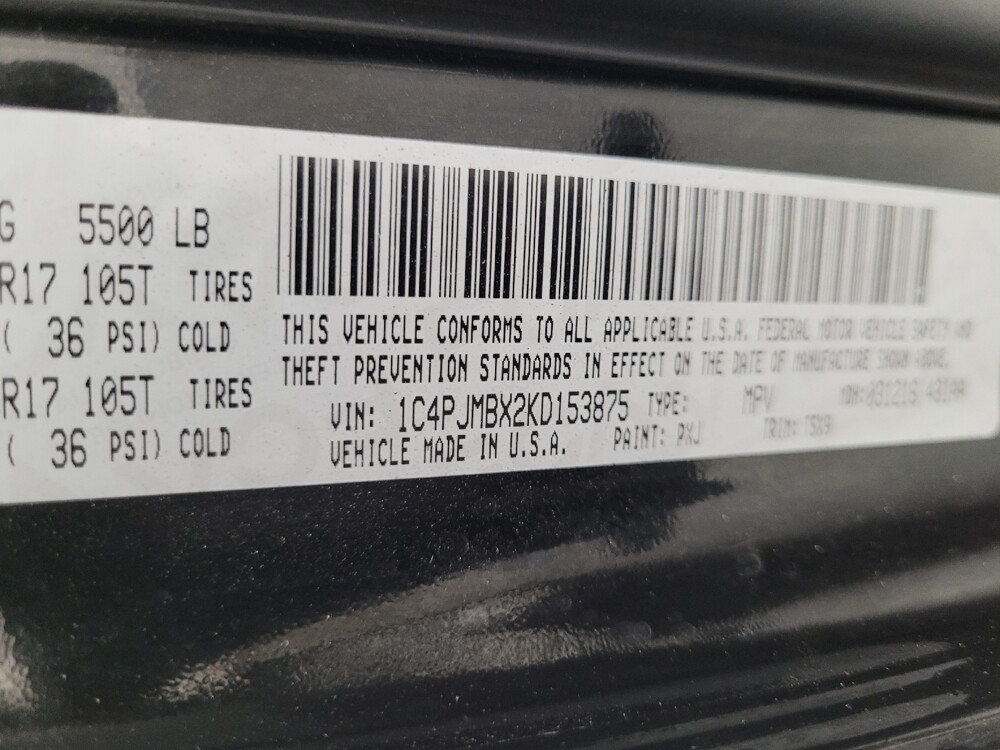 G 5500 LB
R17 105T TIRES
( 36 PSI) COLD
R17 105T TIRES
( 36 PSI) COLD
THIS VEHICLE CONFORMS TO ALL APPLICABLE U.S.A. FEDERAL MOTOR VEHICLE SAFETY AND
THEFT PREVENTION STANDARDS IN EFFECT ON THE DATE OF MANUFACTURE SHOWN ABOVE.
VIN: 1C4PJMBX2KD153875 TYPE: MPV MDH:
VEHICLE MADE IN U.S.A. PAINT: PXJ TRIM: